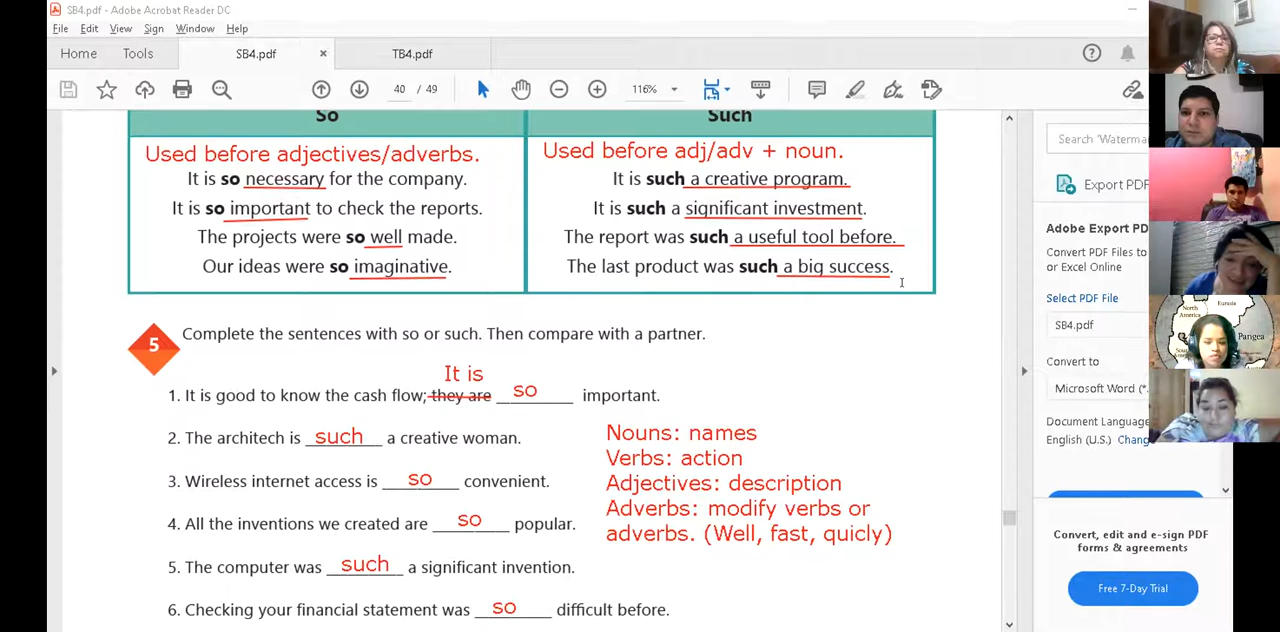 SB4.pdf - Adobe Acrobat Reader DC
File Edit View Sign Window Help
Home Tools SB4.pdf × TB4.pdf
40 / 49 116%
So Such
Used before adjectives/adverbs.
It is so necessary for the company.
It is so important to check the reports.
The projects were so well made.
Our ideas were so imaginative.
Used before adj/adv + noun.
It is such a creative program.
It is such a significant investment.
The report was such a useful tool before.
The last product was such a big success.
5 Complete the sentences with so or such. Then compare with a partner.
It is
1. It is good to know the cash flow; they are so important.
2. The architech is such a creative woman.
3. Wireless internet access is so convenient.
4. All the inventions we created are so popular.
5. The computer was such a significant invention.
6. Checking your financial statement was so difficult before.
Nouns: names
Verbs: action
Adjectives: description
Adverbs: modify verbs or
adverbs. (Well, fast, quicly)
Search 'Watermar
Export PDF
Adobe Export PDF
Convert PDF Files to
or Excel Online
Select PDF File
SB4.pdf
Convert to
Microsoft Word (*.
Document Language
English (U.S.) Chang
Convert, edit and e-sign PDF
forms & agreements
Free 7-Day Trial
North
America
Eurasia
Pangea